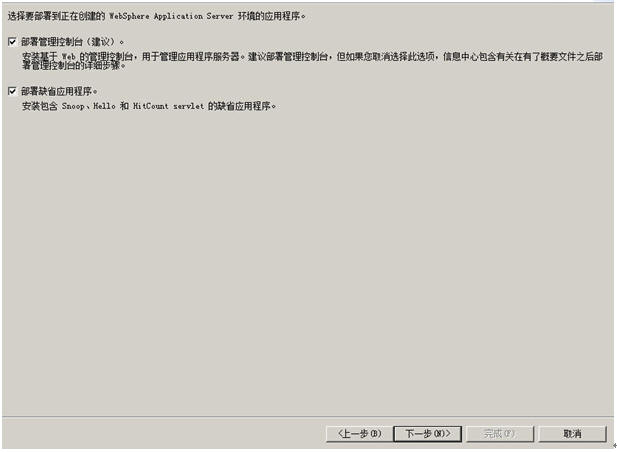 选择要部署到正在创建的 WebSphere Application Server 环境的应用程序。
部署管理控制台（建议）。
安装基于 Web 的管理控制台，用于管理应用程序服务器。建议部署管理控制台，但如果您取消选择此选项，信息中心包含有关在有了概要文件之后部
署管理控制台的详细步骤。
部署缺省应用程序。
安装包含 Snoop、Hello 和 HitCount servlet 的缺省应用程序。
<上一步(B) 下一步(N)> 完成(F) 取消